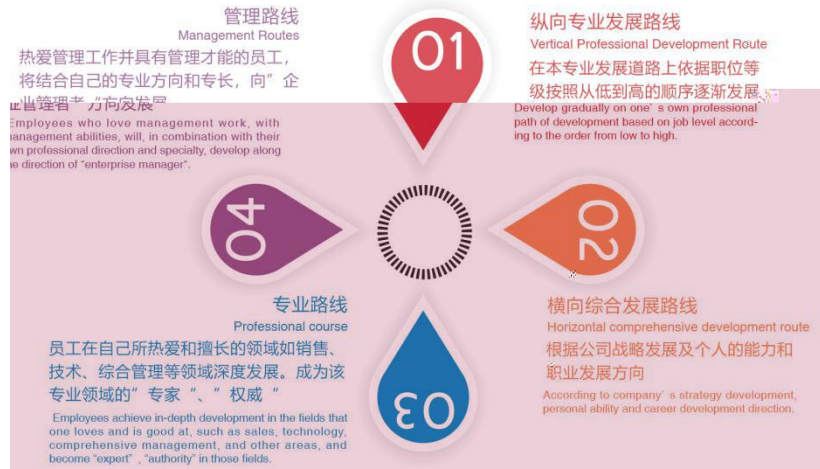 管理路线
Management Routes
热爱管理工作并具有管理才能的员工，
将结合自己的专业方向和专长，向”企
业管理者“方向发展
Employees who love management work, with
management abilities, will, in combination with their
own professional direction and specialty, develop along
the direction of "enterprise manager".
01
纵向专业发展路线
Vertical Professional Development Route
在本专业发展道路上依据职位等
级按照从低到高的顺序逐渐发展
Develop gradually on one's own professional
path of development based on job level accord-
ing to the order from low to high.
04
02
专业路线
Professional course
员工在自己所热爱和擅长的领域如销售、
技术、综合管理等领域深度发展。成为该
专业领域的”专家“、”权威“
Employees achieve in-depth development in the fields that
one loves and is good at, such as sales, technology,
comprehensive management, and other areas, and
become "expert" , "authority" in those fields.
03
横向综合发展路线
Horizontal comprehensive development route
根据公司战略发展及个人的能力和
职业发展方向
According to company's strategy development,
personal ability and career development direction.